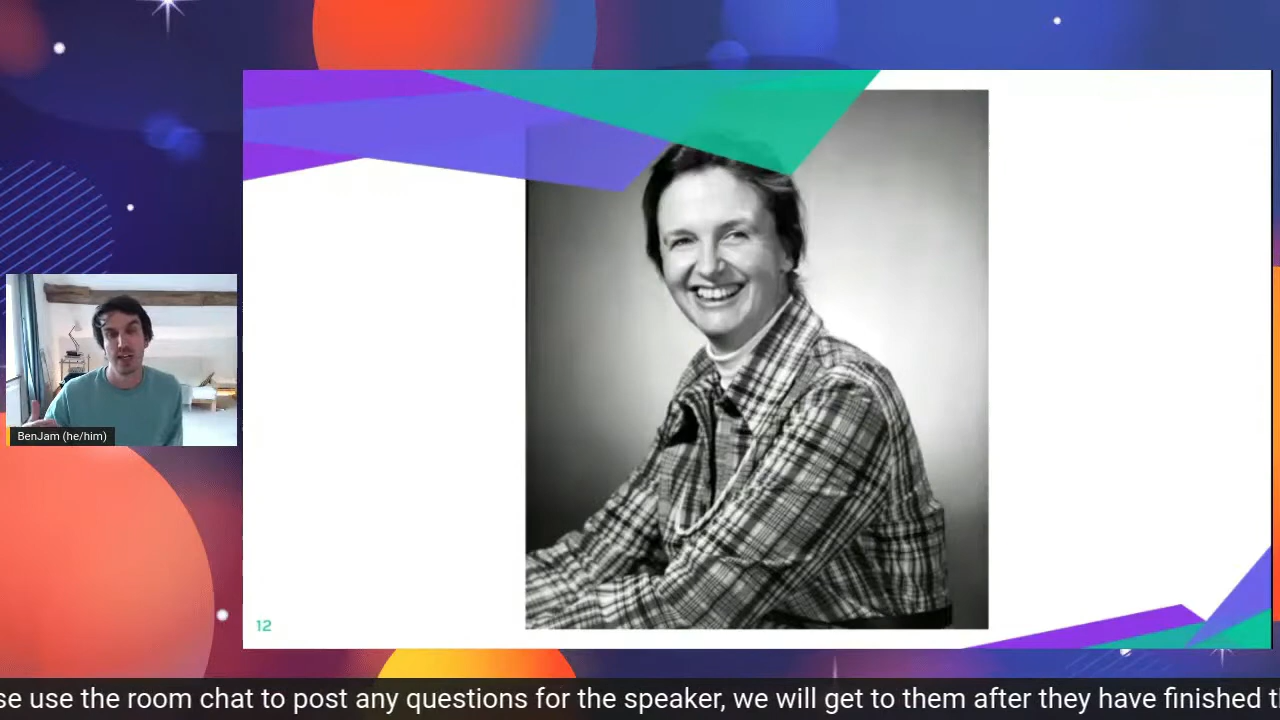 BenJam (he/him)
12
se use the room chat to post any questions for the speaker, we will get to them after they have finished